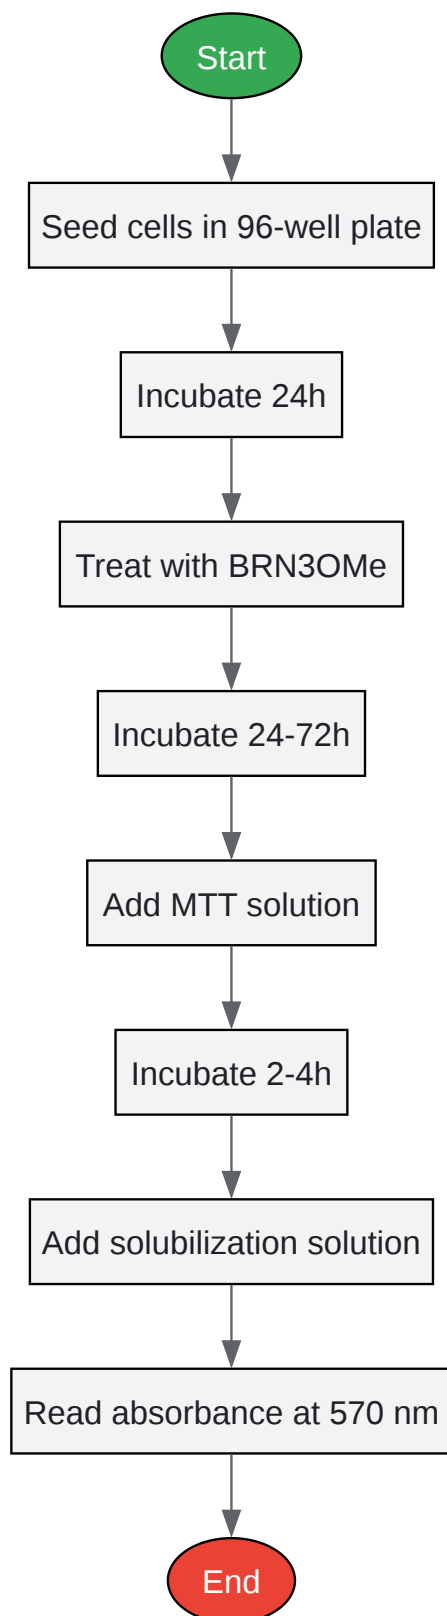 Start
Seed cells in 96-well plate
Incubate 24h
Treat with BRN3OMe
Incubate 24-72h
Add MTT solution
Incubate 2-4h
Add solubilization solution
Read absorbance at 570 nm
End